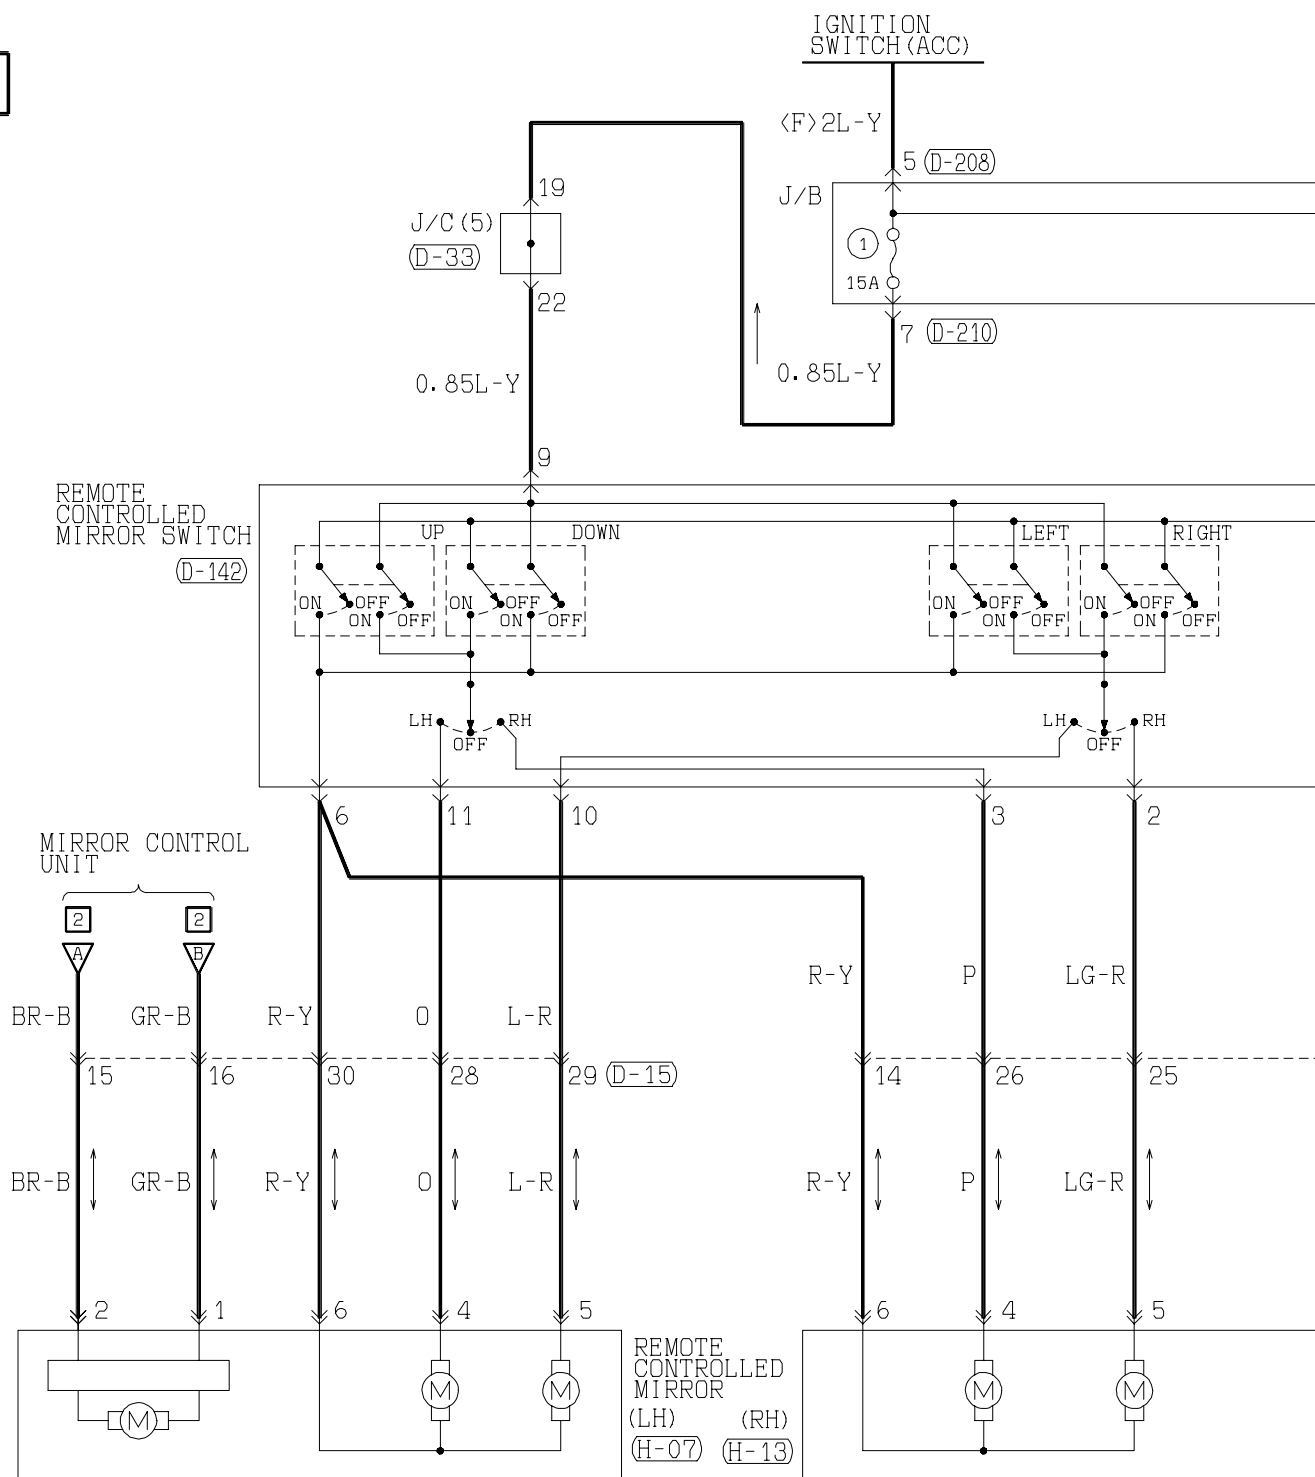 IGNITION
SWITCH(ACC)
<F>2L-Y
5 (D-208)
J/B
19
J/C(5)
(D-33)
1
15A
22
7 (D-210)
0.85L-Y
0.85L-Y
9
REMOTE
CONTROLLED
MIRROR SWITCH
(D-142)
UP DOWN LEFT RIGHT
ON OFF ON OFF ON OFF ON OFF
ON OFF ON OFF ON OFF ON OFF
LH RH LH RH
OFF OFF
6 11 10 3 2
MIRROR CONTROL
UNIT
2 2
A B
R-Y P LG-R
BR-B GR-B R-Y O L-R
15 16 30 28 29 (D-15) 14 26 25
BR-B GR-B R-Y O L-R R-Y P LG-R
2 1 6 4 5 6 4 5
REMOTE
CONTROLLED
MIRROR
M M M M
M
(LH) (RH)
(H-07) (H-13)